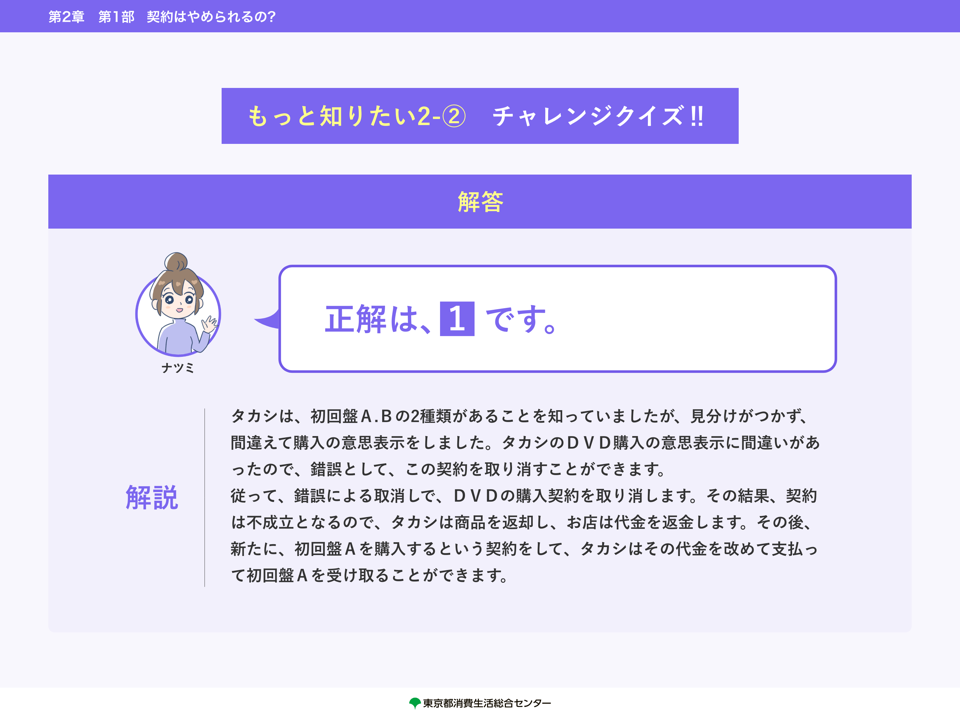 第2章　第1部　契約はやめられるの?
もっと知りたい2-②　チャレンジクイズ‼
解答
正解は、1 です。
ナツミ
解説
タカシは、初回盤Ａ.Ｂの2種類があることを知っていましたが、見分けがつかず、
間違えて購入の意思表示をしました。タカシのＤＶＤ購入の意思表示に間違いがあ
ったので、錯誤として、この契約を取り消すことができます。
従って、錯誤による取消しで、ＤＶＤの購入契約を取り消します。その結果、契約
は不成立となるので、タカシは商品を返却し、お店は代金を返金します。その後、
新たに、初回盤Ａを購入するという契約をして、タカシはその代金を改めて支払っ
て初回盤Ａを受け取ることができます。
東京都消費生活総合センター